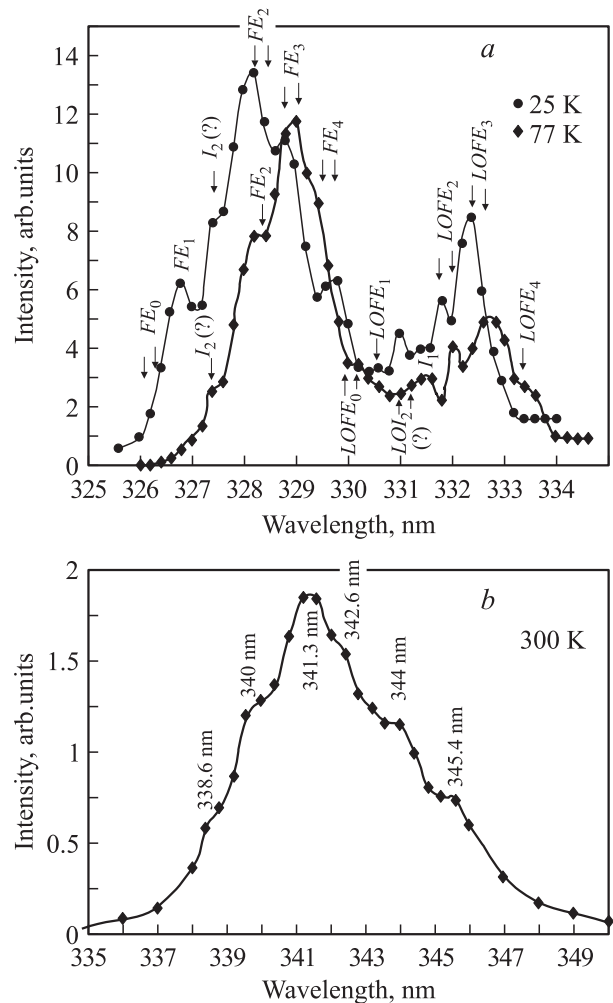 a
25 K
77 K
FE₀
FE₁
I₂(?)
FE₂
FE₃
FE₄
I₂(?)
FE₂
LOFE₀
LOFE₁
LOI₂
(?)
I₁
LOFE₂
LOFE₃
LOFE₄
Intensity, arb.units
14
12
10
8
6
4
2
0
325 326 327 328 329 330 331 332 333 334
Wavelength, nm
b
300 K
338.6 nm
340 nm
341.3 nm
342.6 nm
344 nm
345.4 nm
Intensity, arb.units
2
1.5
1
0.5
0
335 337 339 341 343 345 347 349
Wavelength, nm